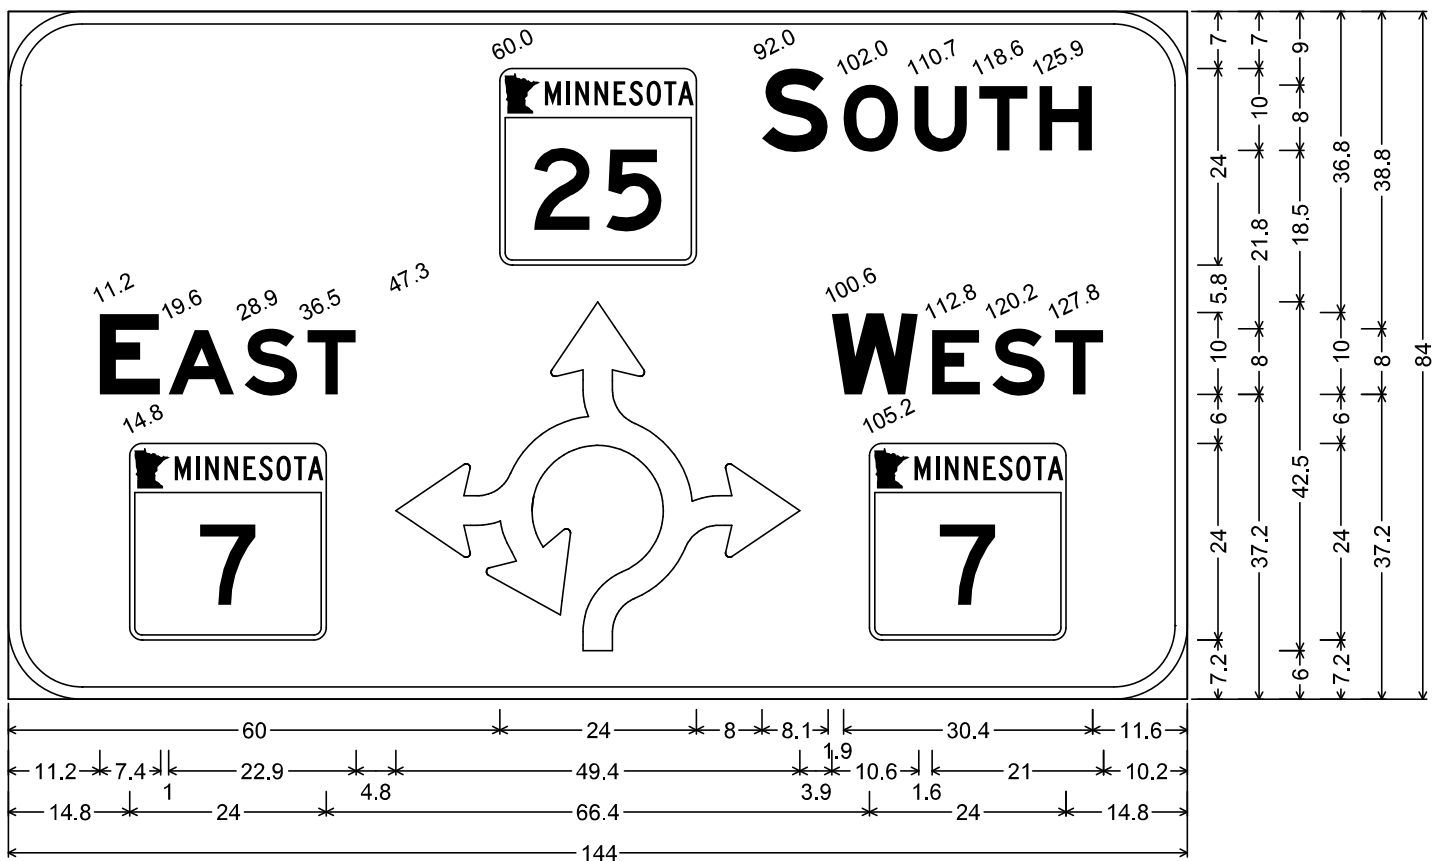 60.0
92.0 102.0 110.7 118.6 125.9
MINNESOTA
25
SOUTH
11.2 19.6 28.9 36.5 47.3
100.6 112.8 120.2 127.8
EAST
WEST
14.8
105.2
MINNESOTA
7
MINNESOTA
7
7 24 5.8 10 6 24 7.2
7 10 21.8 8 37.2
9 8 18.5 42.5 6
36.8 10 6 24 7.2
38.8 8 37.2
84
60 24 8 8.1 1.9 30.4 11.6
11.2 7.4 1 22.9 4.8 49.4 3.9 10.6 1.6 21 10.2
14.8 24 66.4 24 14.8
144